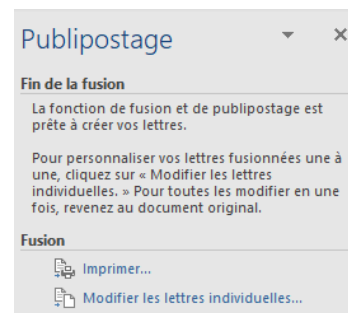 Publipostage
Fin de la fusion
La fonction de fusion et de publipostage est
prête à créer vos lettres.
Pour personnaliser vos lettres fusionnées une à
une, cliquez sur « Modifier les lettres
individuelles. » Pour toutes les modifier en une
fois, revenez au document original.
Fusion
Imprimer...
Modifier les lettres individuelles...